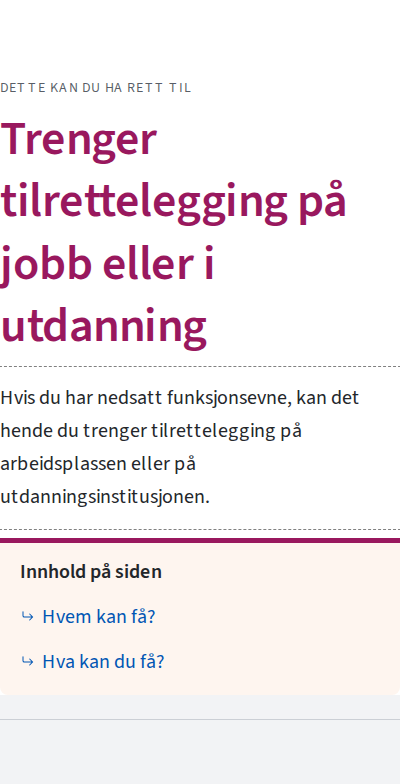 DETTE KAN DU HA RETT TIL
Trenger
tilrettelegging på
jobb eller i
utdanning
Hvis du har nedsatt funksjonsevne, kan det
hende du trenger tilrettelegging på
arbeidsplassen eller på
utdanningsinstitusjonen.
Innhold på siden
Hvem kan få?
Hva kan du få?